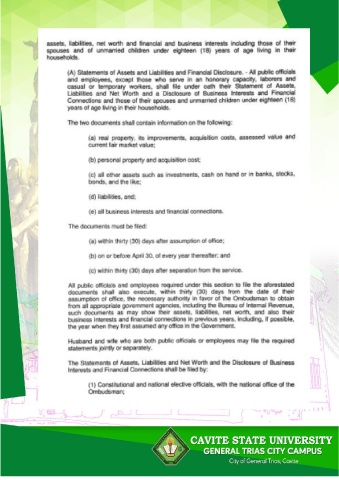 assets, liabilities, net worth and financial and business interests including those of their
spouses and of unmarried children under eighteen (18) years of age living in their
households.
(A) Statements of Assets and Liabilities and Financial Disclosure. - All public officials
and employees, except those who serve in an honorary capacity, laborers and
casual or temporary workers, shall file under oath their Statement of Assets,
Liabilities and Net Worth and a Disclosure of Business Interests and Financial
Connections and those of their spouses and unmarried children under eighteen (18)
years of age living in their households.
The two documents shall contain information on the following:
(a) real property, its improvements, acquisition costs, assessed value and
current fair market value;
(b) personal property and acquisition cost;
(c) all other assets such as investments, cash on hand or in banks, stocks,
bonds, and the like;
(d) liabilities, and;
(e) all business interests and financial connections.
The documents must be filed:
(a) within thirty (30) days after assumption of office;
(b) on or before April 30, of every year thereafter; and
(c) within thirty (30) days after separation from the service.
All public officials and employees required under this section to file the aforestated
documents shall also execute, within thirty (30) days from the date of their
assumption of office, the necessary authority in favor of the Ombudsman to obtain
from all appropriate government agencies, including the Bureau of Internal Revenue,
such documents as may show their assets, liabilities, net worth, and also their
business interests and financial connections in previous years, including, if possible,
the year when they first assumed any office in the Government.
Husband and wife who are both public officials or employees may file the required
statements jointly or separately.
The Statements of Assets, Liabilities and Net Worth and the Disclosure of Business
Interests and Financial Connections shall be filed by:
(1) Constitutional and national elective officials, with the national office of the
Ombudsman;
CAVITE STATE UNIVERSITY
GENERAL TRIAS CITY CAMPUS
City of General Trias, Cavite